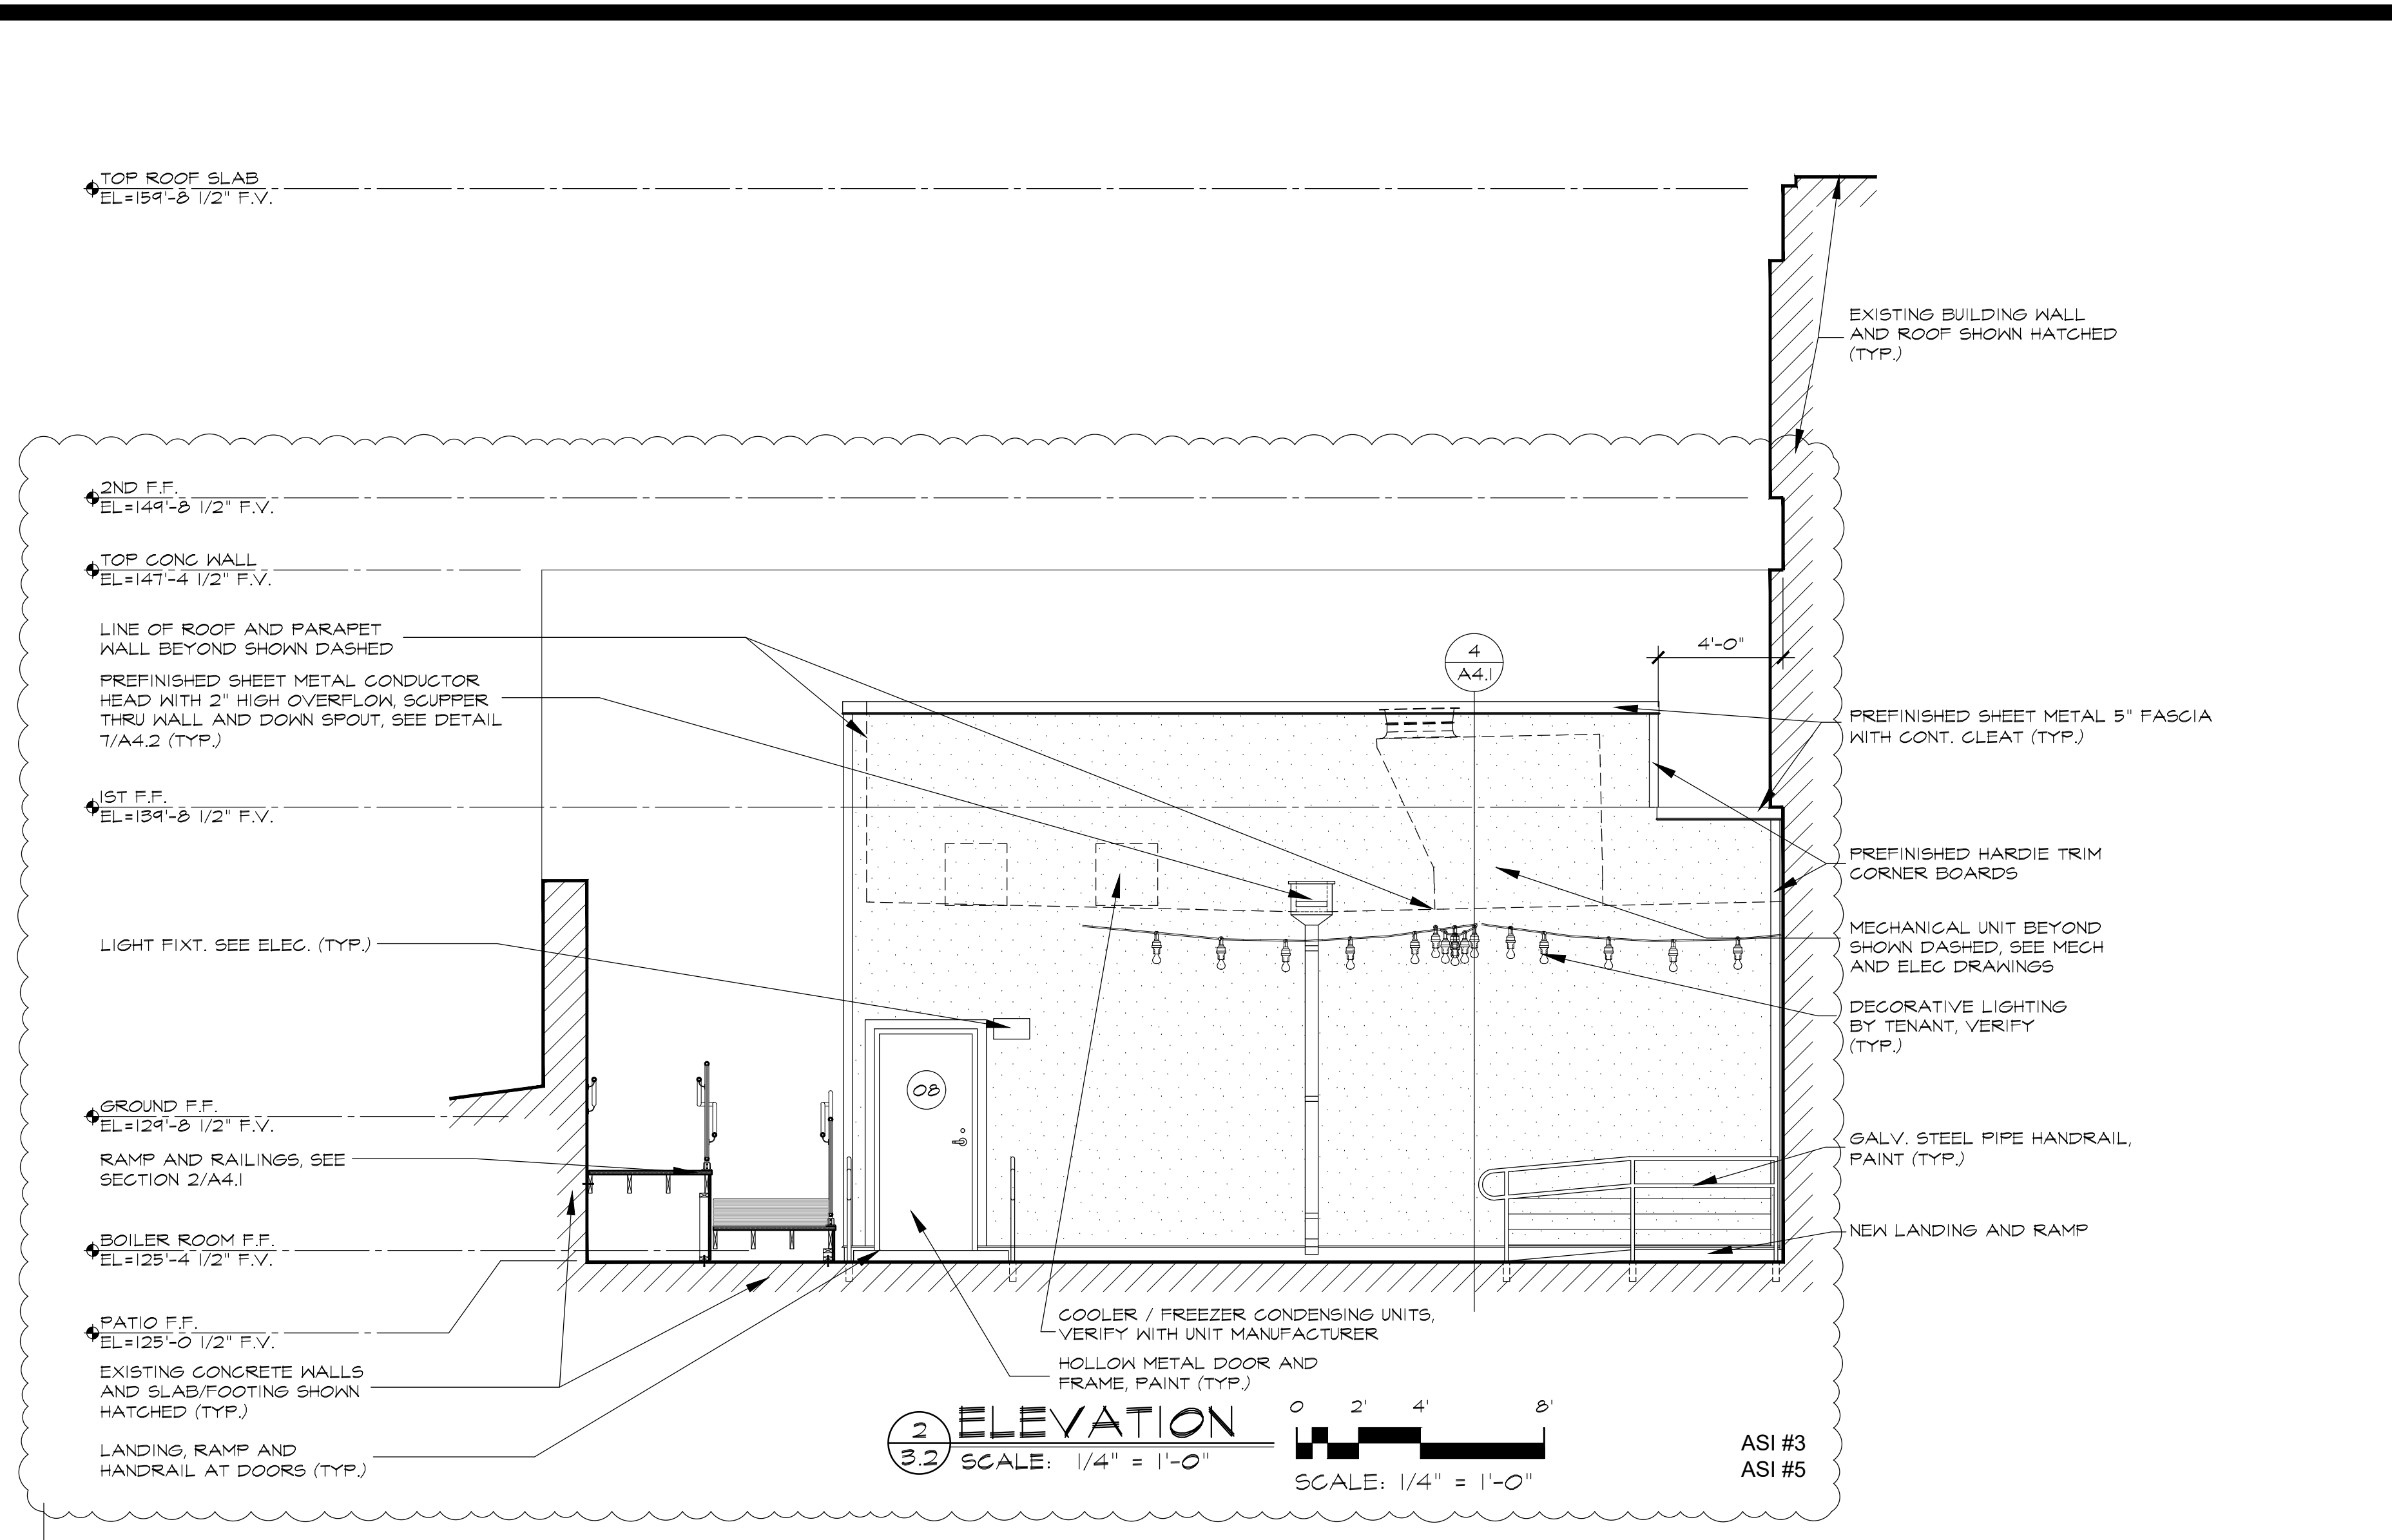 TOP ROOF SLAB
EL=159'-8 1/2" F.V.
EXISTING BUILDING WALL
AND ROOF SHOWN HATCHED
(TYP.)
2ND F.F.
EL=149'-8 1/2" F.V.
TOP CONC WALL
EL=147'-4 1/2" F.V.
LINE OF ROOF AND PARAPET
WALL BEYOND SHOWN DASHED
4
A4.1
4'-0"
PREFINISHED SHEET METAL CONDUCTOR
HEAD WITH 2" HIGH OVERFLOW, SCUPPER
THRU WALL AND DOWN SPOUT, SEE DETAIL
7/A4.2 (TYP.)
PREFINISHED SHEET METAL 5" FASCIA
WITH CONT. CLEAT (TYP.)
1ST F.F.
EL=139'-8 1/2" F.V.
PREFINISHED HARDIE TRIM
CORNER BOARDS
LIGHT FIXT. SEE ELEC. (TYP.)
MECHANICAL UNIT BEYOND
SHOWN DASHED, SEE MECH
AND ELEC DRAWINGS
DECORATIVE LIGHTING
BY TENANT, VERIFY
(TYP.)
08
GROUND F.F.
EL=129'-8 1/2" F.V.
RAMP AND RAILINGS, SEE
SECTION 2/A4.1
GALV. STEEL PIPE HANDRAIL,
PAINT (TYP.)
NEW LANDING AND RAMP
BOILER ROOM F.F.
EL=125'-4 1/2" F.V.
PATIO F.F.
EL=125'-0 1/2" F.V.
COOLER / FREEZER CONDENSING UNITS,
VERIFY WITH UNIT MANUFACTURER
HOLLOW METAL DOOR AND
FRAME, PAINT (TYP.)
EXISTING CONCRETE WALLS
AND SLAB/FOOTING SHOWN
HATCHED (TYP.)
LANDING, RAMP AND
HANDRAIL AT DOORS (TYP.)
2
3.2
ELEVATION
SCALE: 1/4" = 1'-0"
0 2' 4' 8'
SCALE: 1/4" = 1'-0"
ASI #3
ASI #5